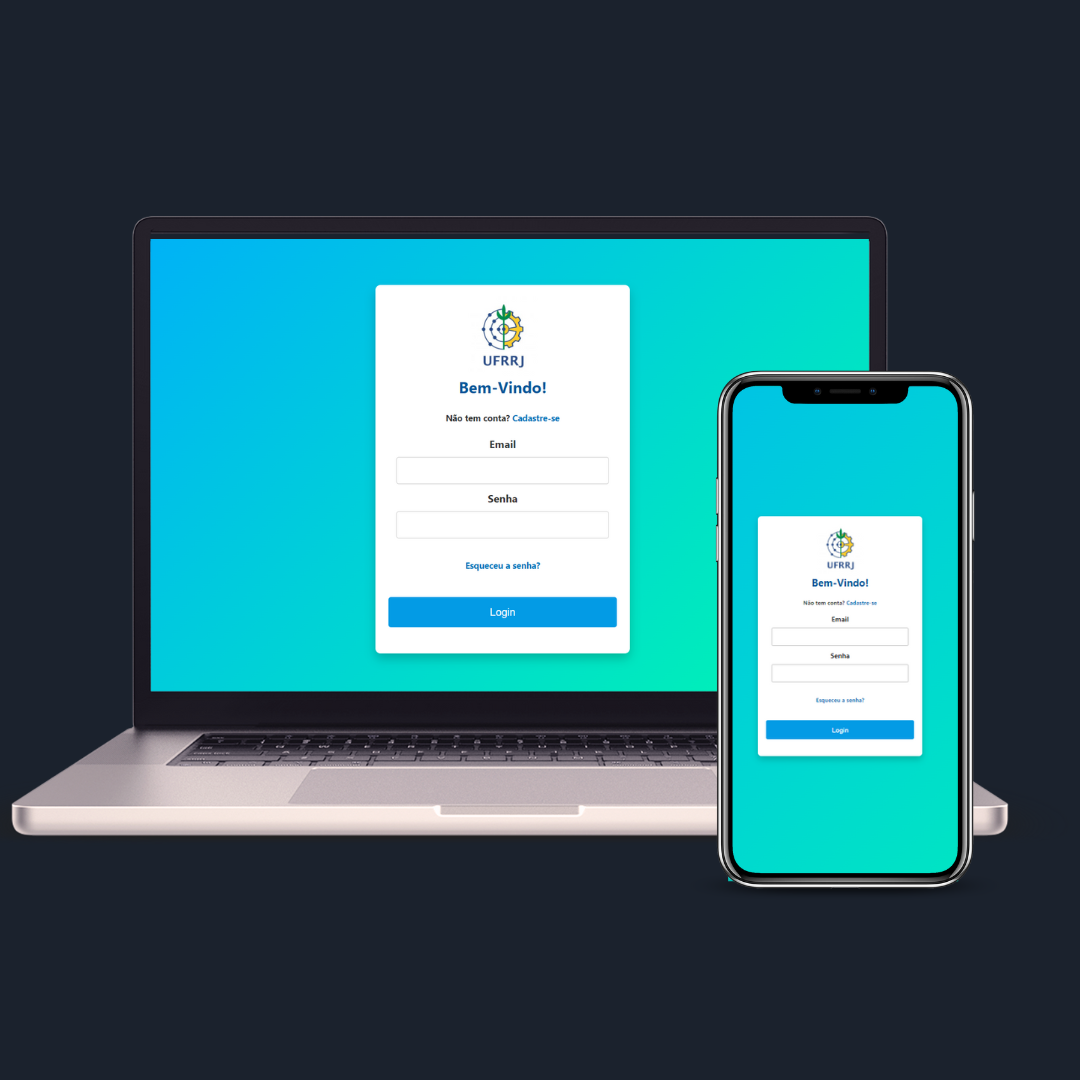 UFRRJ
Bem-Vindo!
Não tem conta? Cadastre-se
Email
Senha
Esqueceu a senha?
Login
UFRRJ
Bem-Vindo!
Não tem conta? Cadastre-se
Email
Senha
Esqueceu a senha?
Login